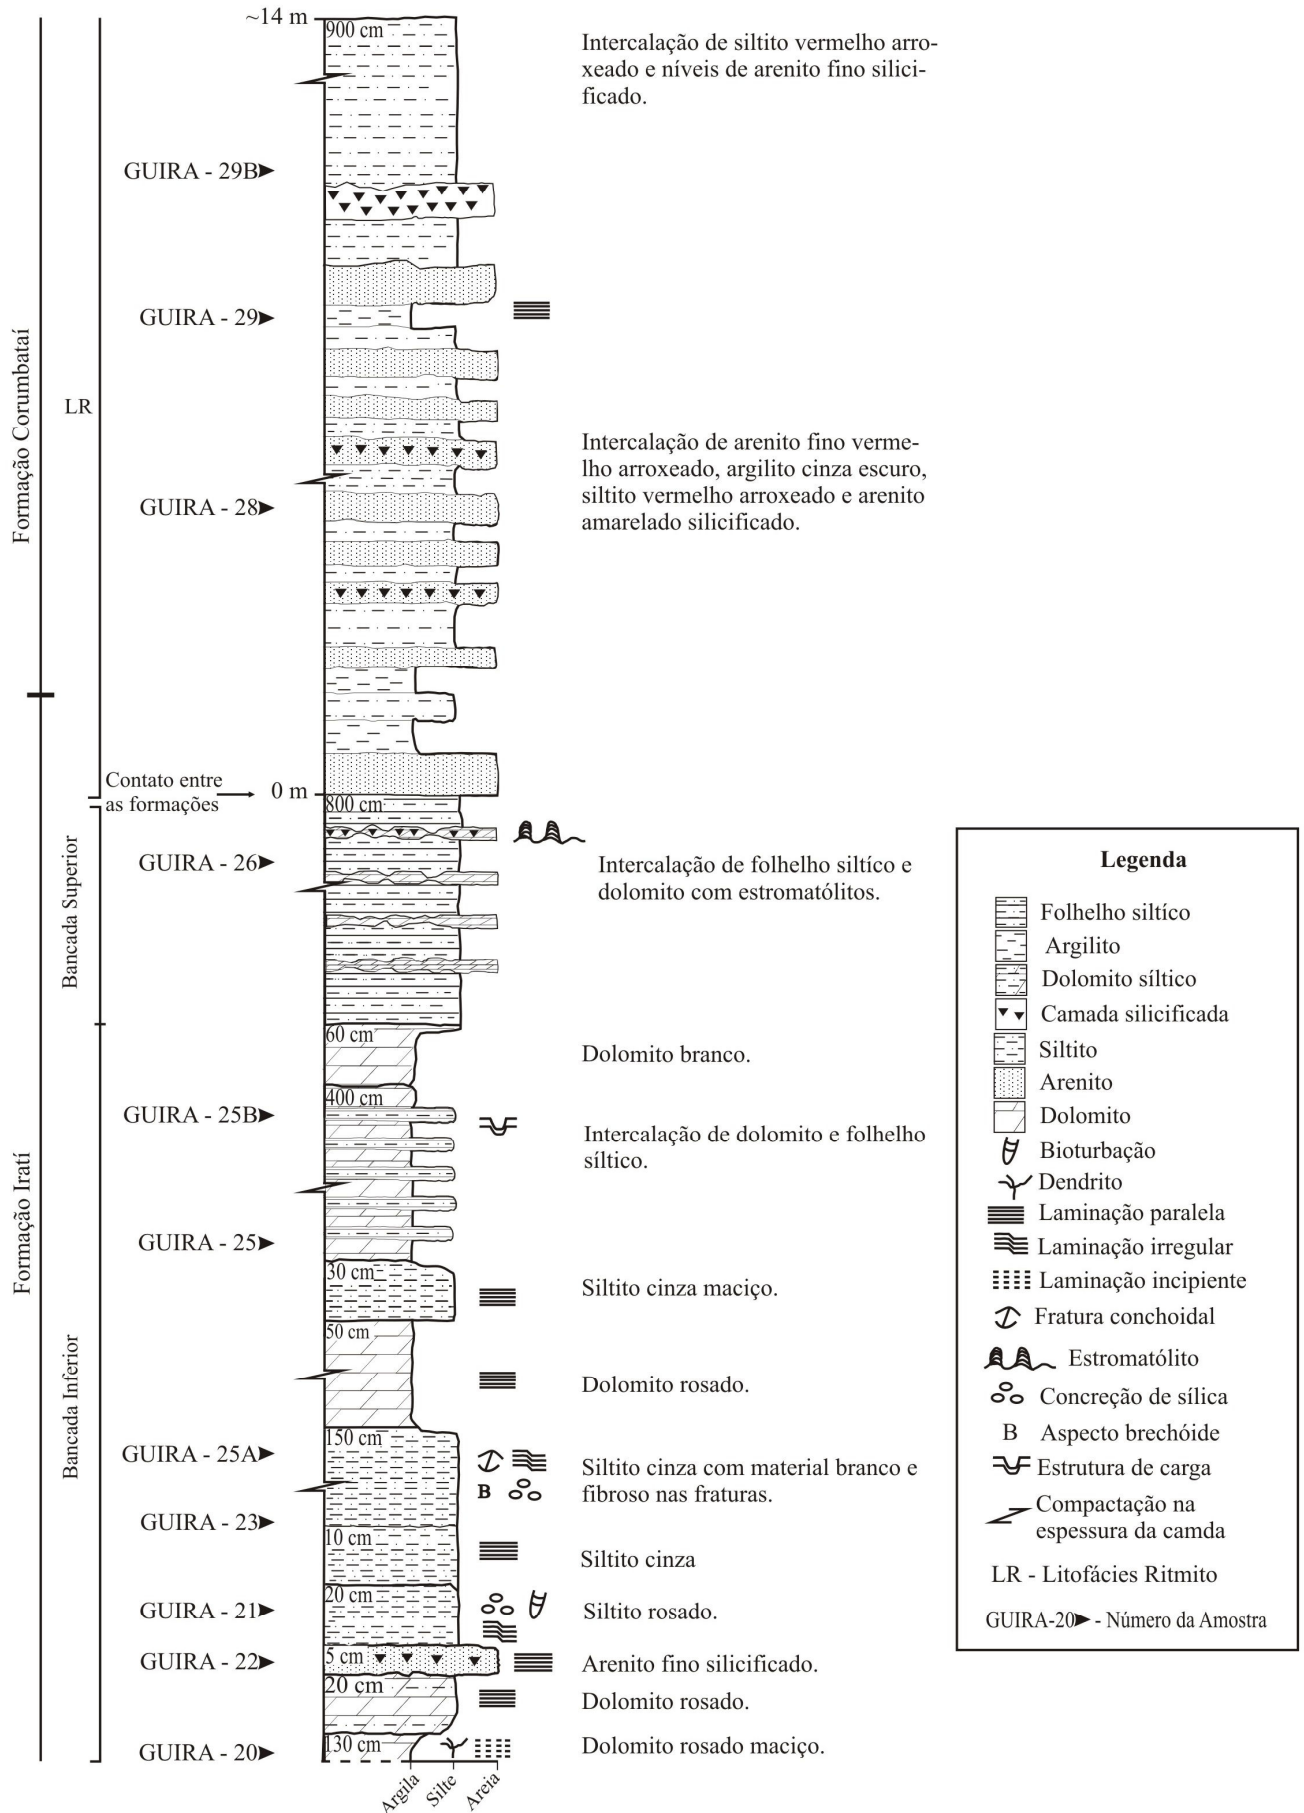 ~14 m
900 cm
Intercalação de siltito vermelho arro-
xeado e níveis de arenito fino silici-
ficado.
GUIRA - 29B
GUIRA - 29
Formação Corumbataí
LR
Intercalação de arenito fino verme-
lho arroxeado, argilito cinza escuro,
siltito vermelho arroxeado e arenito
amarelado silicificado.
GUIRA - 28
Contato entre
as formações
0 m
800 cm
Bancada Superior
GUIRA - 26
Intercalação de folhelho siltíco e
dolomito com estromatólitos.
60 cm
Dolomito branco.
400 cm
GUIRA - 25B
Intercalação de dolomito e folhelho
síltico.
Formação Iratí
GUIRA - 25
30 cm
Siltito cinza maciço.
50 cm
Dolomito rosado.
Bancada Inferior
150 cm
GUIRA - 25A
B
Siltito cinza com material branco e
fibroso nas fraturas.
GUIRA - 23
10 cm
Siltito cinza
20 cm
GUIRA - 21
Siltito rosado.
5 cm
GUIRA - 22
Arenito fino silicificado.
20 cm
Dolomito rosado.
130 cm
GUIRA - 20
Dolomito rosado maciço.
Argila
Silte
Areia
Legenda
Folhelho siltíco
Argilito
Dolomito síltico
Camada silicificada
Siltito
Arenito
Dolomito
Bioturbação
Dendrito
Laminação paralela
Laminação irregular
Laminação incipiente
Fratura conchoidal
Estromatólito
Concreção de sílica
B Aspecto brechóide
Estrutura de carga
Compactação na
espessura da camda
LR - Litofácies Ritmito
GUIRA-20 - Número da Amostra